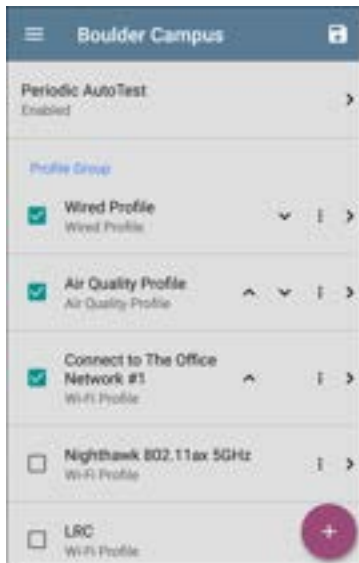 Boulder Campus
Periodic AutoTest
Enabled
Profile Group
Wired Profile
Wired Profile
Air Quality Profile
Air Quality Profile
Connect to The Office
Network #1
Wi-Fi Profile
Nighthawk 802.11ax 5GHz
Wi-Fi Profile
LRC
Wi-Fi Profile